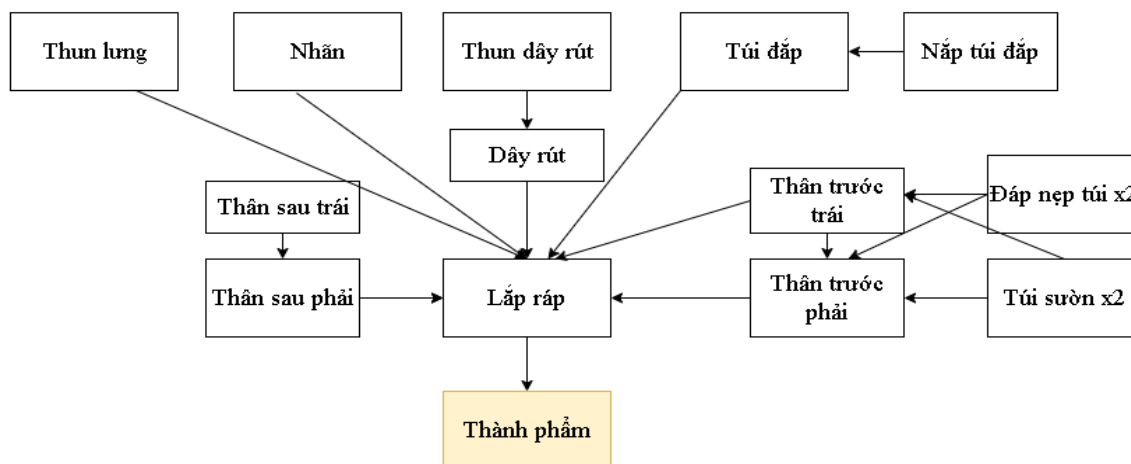 Thun lưng
Nhãn
Thun dây rút
Túi đắp
Nắp túi đắp
Dây rút
Thân sau trái
Thân trước
trái
Đáp nẹp túi x2
Thân sau phải
Lắp ráp
Thân trước
phải
Túi sườn x2
Thành phẩm